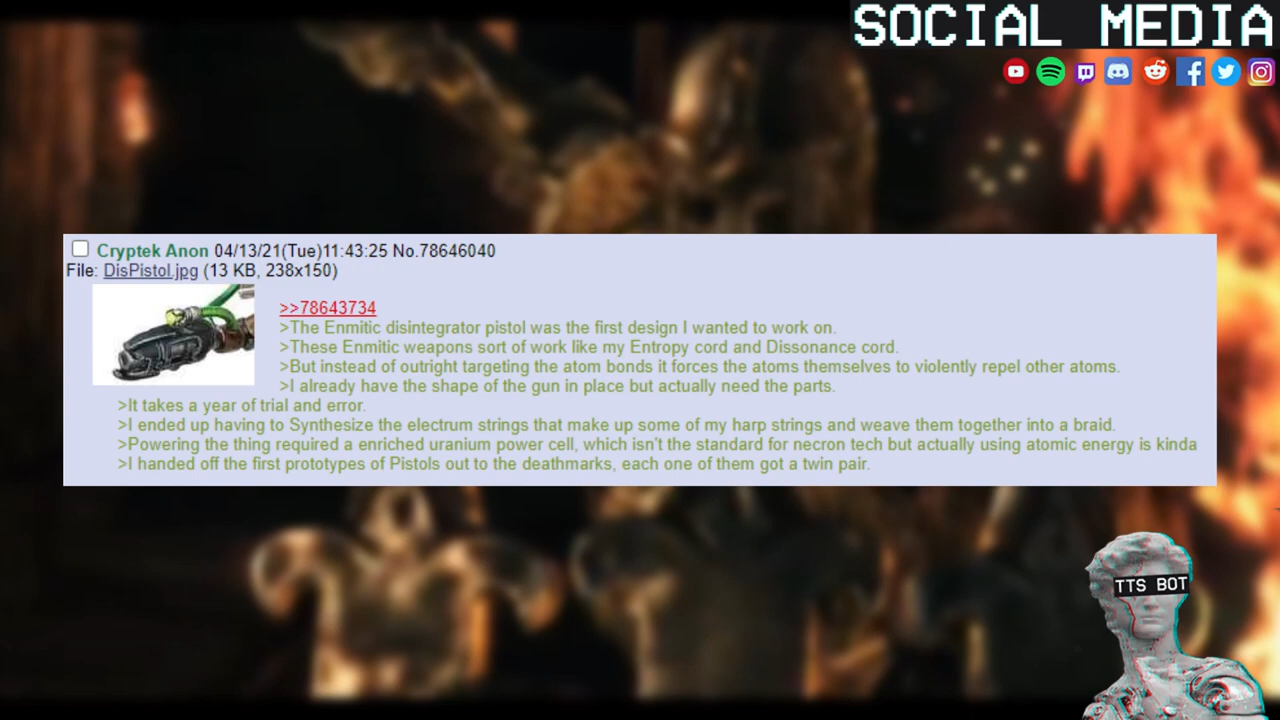 SOCIAL MEDIA
Cryptek Anon 04/13/21(Tue)11:43:25 No.78646040
File: DisPistol.jpg (13 KB, 238x150)
>>78643734
>The Enmitic disintegrator pistol was the first design I wanted to work on.
>These Enmitic weapons sort of work like my Entropy cord and Dissonance cord.
>But instead of outright targeting the atom bonds it forces the atoms themselves to violently repel other atoms.
>I already have the shape of the gun in place but actually need the parts.
>It takes a year of trial and error.
>I ended up having to Synthesize the electrum strings that make up some of my harp strings and weave them together into a braid.
>Powering the thing required a enriched uranium power cell, which isn't the standard for necron tech but actually using atomic energy is kinda
>I handed off the first prototypes of Pistols out to the deathmarks, each one of them got a twin pair.
TTS BOT